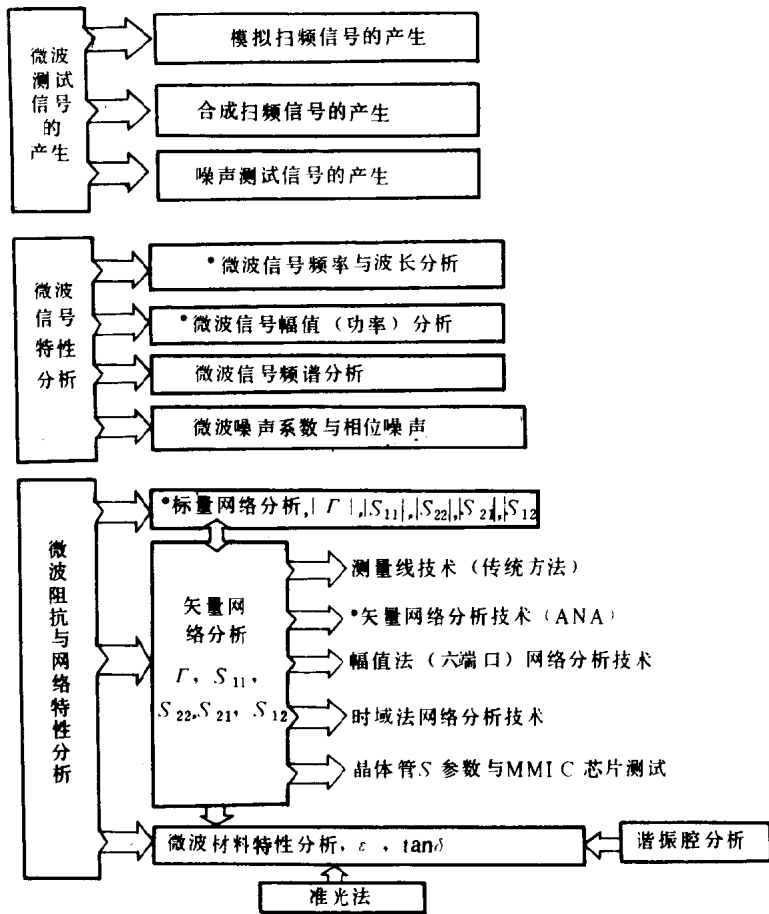 微波
测试
信号
的
产生
模拟扫频信号的产生
合成扫频信号的产生
噪声测试信号的产生
微波
信号
特性
分析
•微波信号频率与波长分析
•微波信号幅值(功率)分析
微波信号频谱分析
微波噪声系数与相位噪声
微波阻抗与网络特性分析
•标量网络分析,|Γ|,|S11|,|S22|,|S21|,|S12
矢量网
络分析
Γ, S11,
S22,S21, S12
测量线技术(传统方法)
•矢量网络分析技术(ANA)
幅值法(六端口)网络分析技术
时域法网络分析技术
晶体管S参数与MMIC芯片测试
微波材料特性分析, ε, tanδ
谐振腔分析
准光法